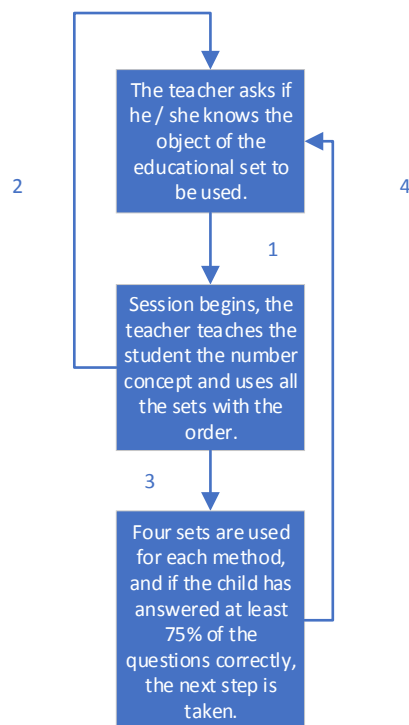 The teacher asks if
he / she knows the
object of the
educational set to
be used.
2
4
1
Session begins, the
teacher teaches the
student the number
concept and uses all
the sets with the
order.
3
Four sets are used
for each method,
and if the child has
answered at least
75% of the
questions correctly,
the next step is
taken.